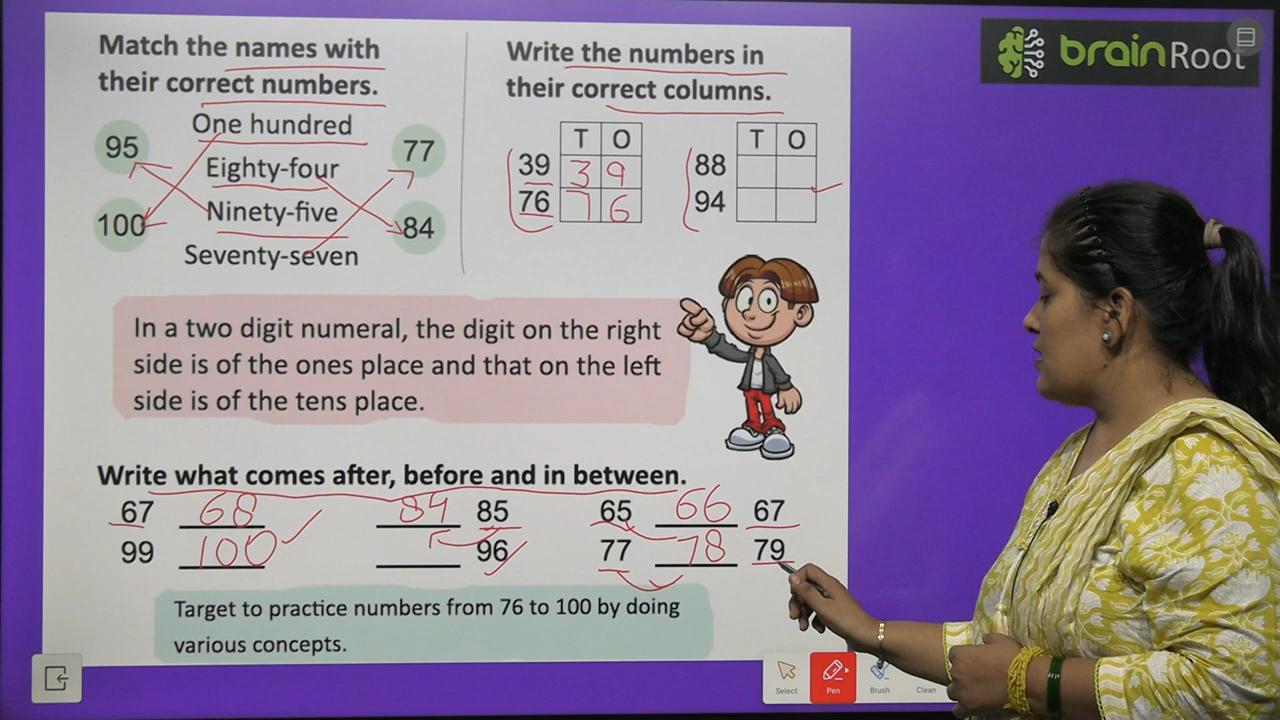 Match the names with
their correct numbers.
95 One hundred 77
Eighty-four
100 Ninety-five 84
Seventy-seven
Write the numbers in
their correct columns.
T O
39 3 9
76 7 6
T O
88
94
In a two digit numeral, the digit on the right
side is of the ones place and that on the left
side is of the tens place.
Write what comes after, before and in between.
67 68 84 85 65 66 67
99 100 ____ 96 77 78 79
Target to practice numbers from 76 to 100 by doing
various concepts.
brainRoot
Select Pen Brush Clean